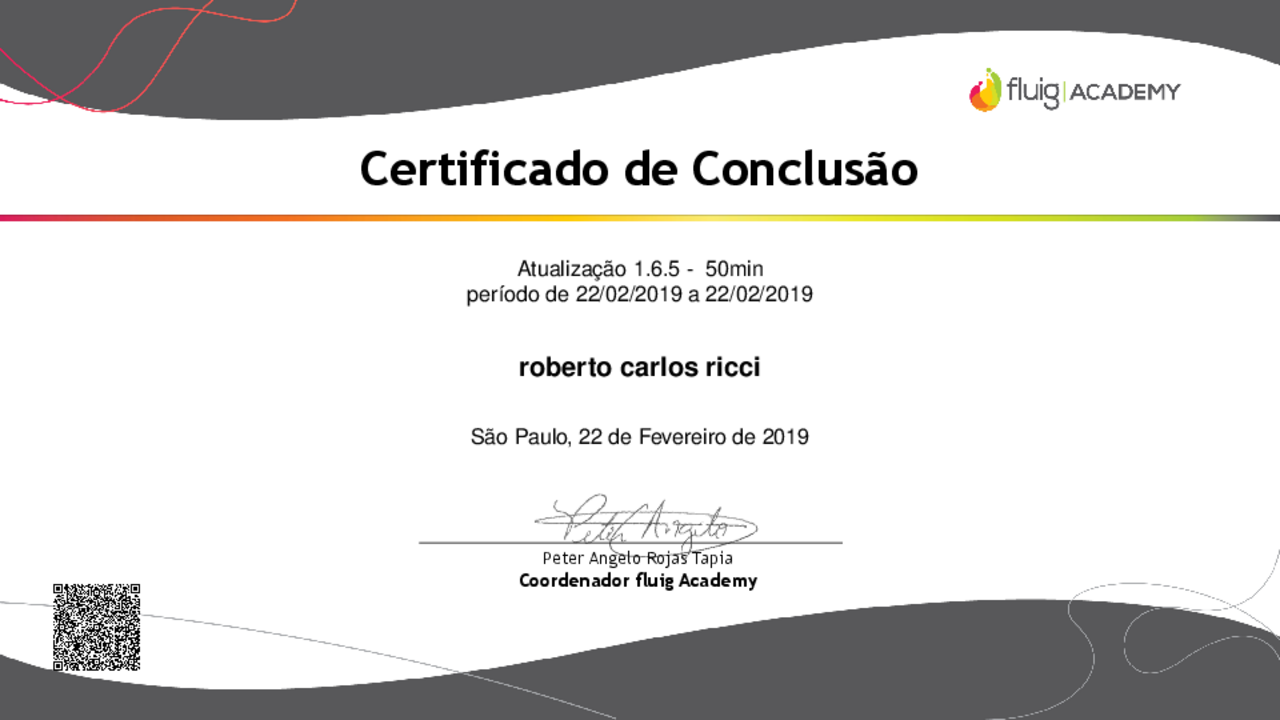 fluig ACADEMY
Certificado de Conclusão
Atualização 1.6.5 - 50min
período de 22/02/2019 a 22/02/2019
roberto carlos ricci
São Paulo, 22 de Fevereiro de 2019
Peter Angelo
Peter Angelo Rojas Tapia
Coordenador fluig Academy